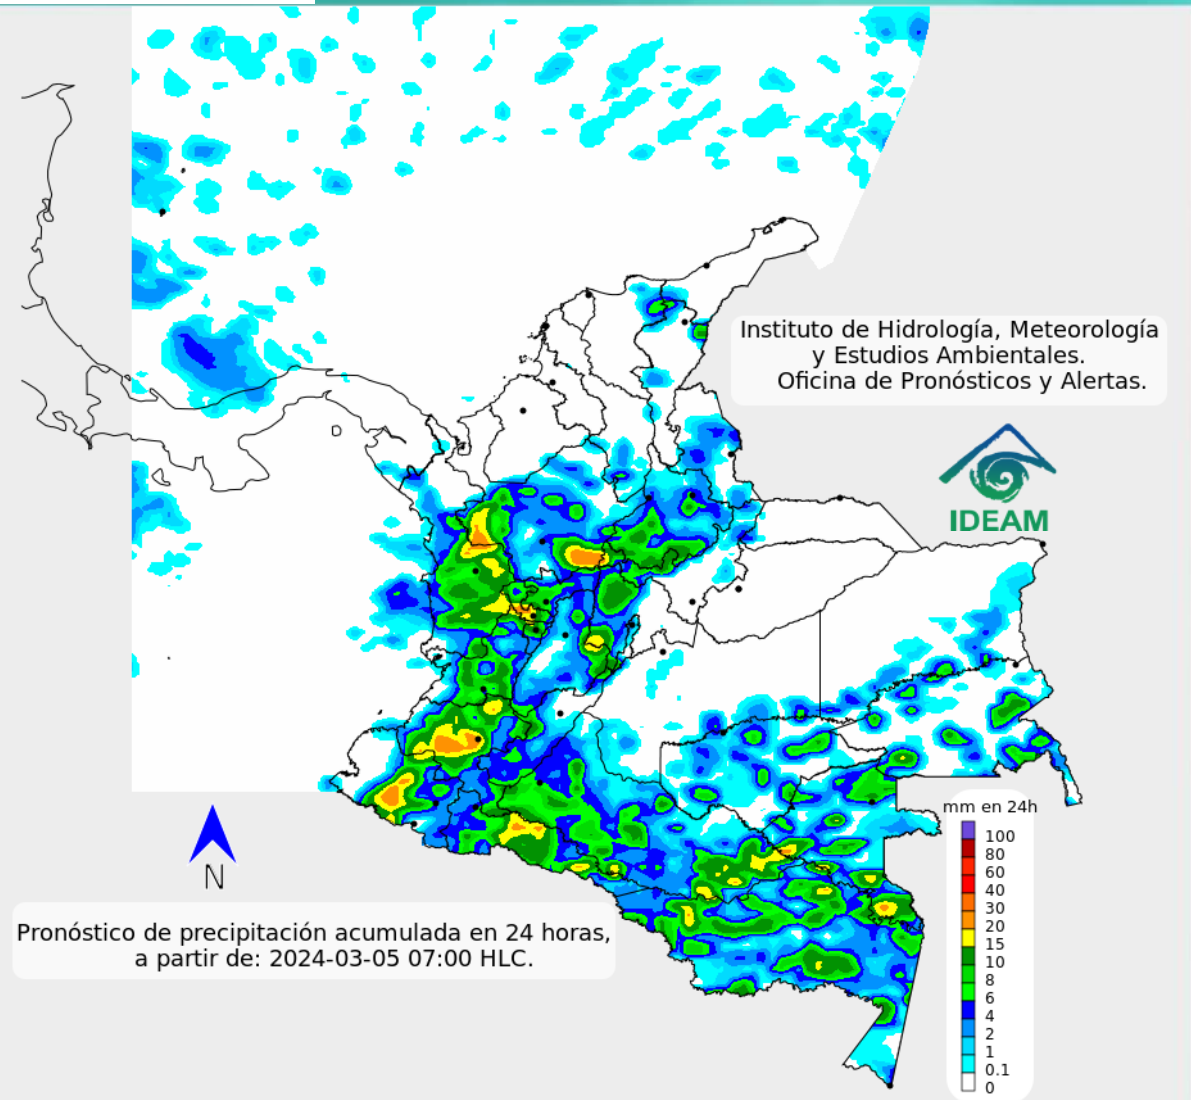 Instituto de Hidrología, Meteorología
y Estudios Ambientales.
Oficina de Pronósticos y Alertas.
IDEAM
mm en 24h
100
80
60
40
30
20
15
10
8
6
4
2
1
0.1
0
N
Pronóstico de precipitación acumulada en 24 horas,
a partir de: 2024-03-05 07:00 HLC.